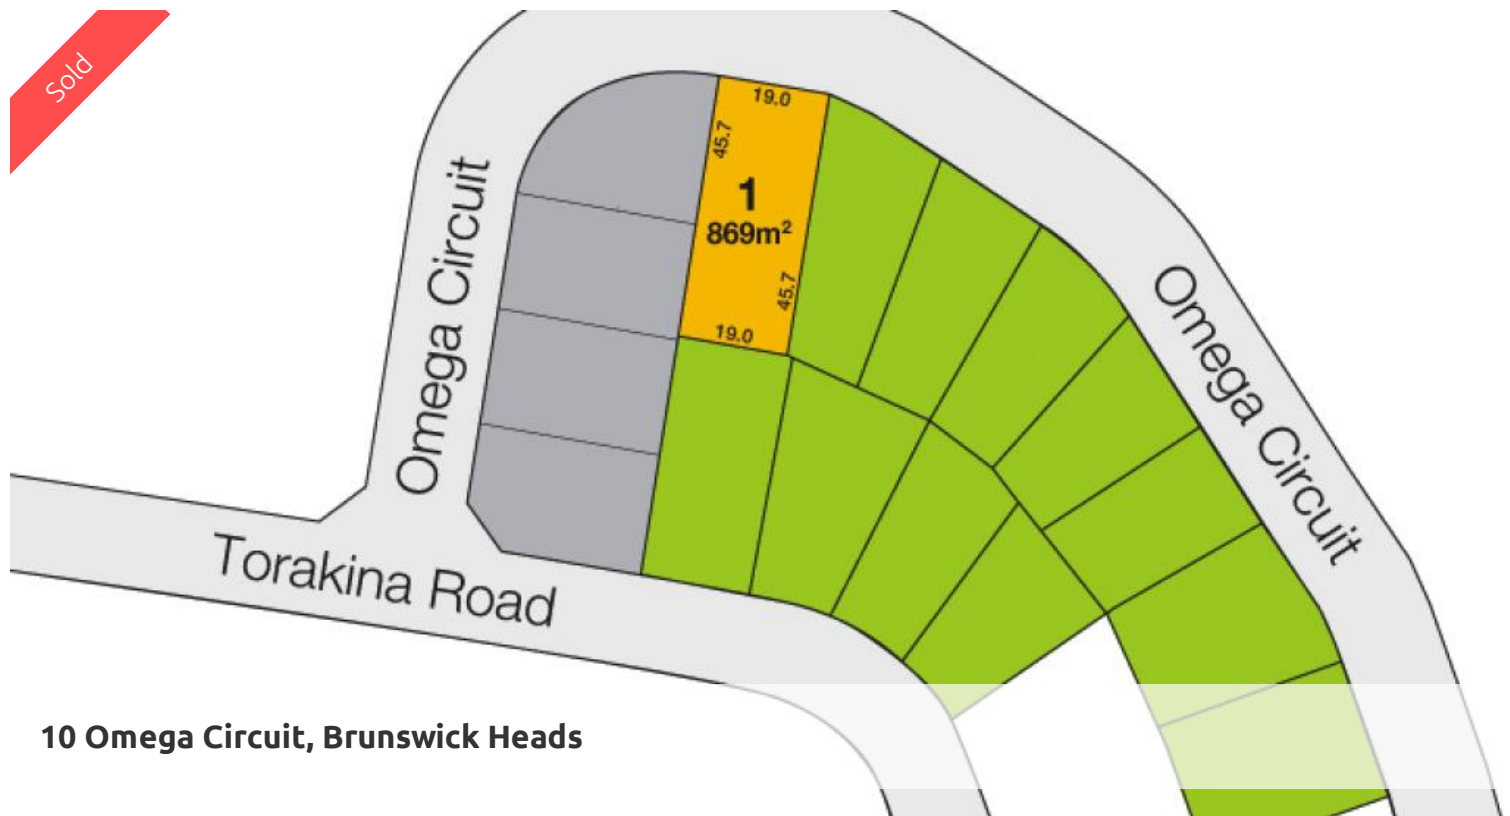 Sold
19.0
45.7
1
869m²
45.7
19.0
Omega Circuit
Omega Circuit
Torakina Road
10 Omega Circuit, Brunswick Heads